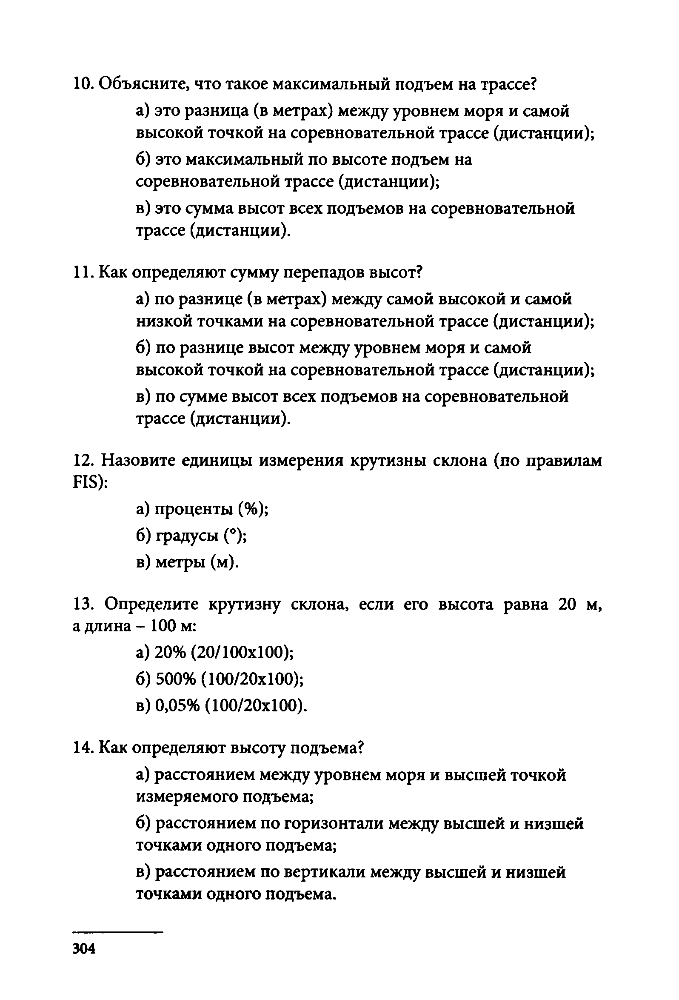 10. Объясните, что такое максимальный подъем на трассе?
а) это разница (в метрах) между уровнем моря и самой
высокой точкой на соревновательной трассе (дистанции);
б) это максимальный по высоте подъем на
соревновательной трассе (дистанции);
в) это сумма высот всех подъемов на соревновательной
трассе (дистанции).
11. Как определяют сумму перепадов высот?
а) по разнице (в метрах) между самой высокой и самой
низкой точками на соревновательной трассе (дистанции);
б) по разнице высот между уровнем моря и самой
высокой точкой на соревновательной трассе (дистанции);
в) по сумме высот всех подъемов на соревновательной
трассе (дистанции).
12. Назовите единицы измерения крутизны склона (по правилам
FIS):
а) проценты (%);
б) градусы (°);
в) метры (м).
13. Определите крутизну склона, если его высота равна 20 м,
а длина – 100 м:
а) 20% (20/100х100);
б) 500% (100/20х100);
в) 0,05% (100/20х100).
14. Как определяют высоту подъема?
а) расстоянием между уровнем моря и высшей точкой
измеряемого подъема;
б) расстоянием по горизонтали между высшей и низшей
точками одного подъема;
в) расстоянием по вертикали между высшей и низшей
точками одного подъема.
304